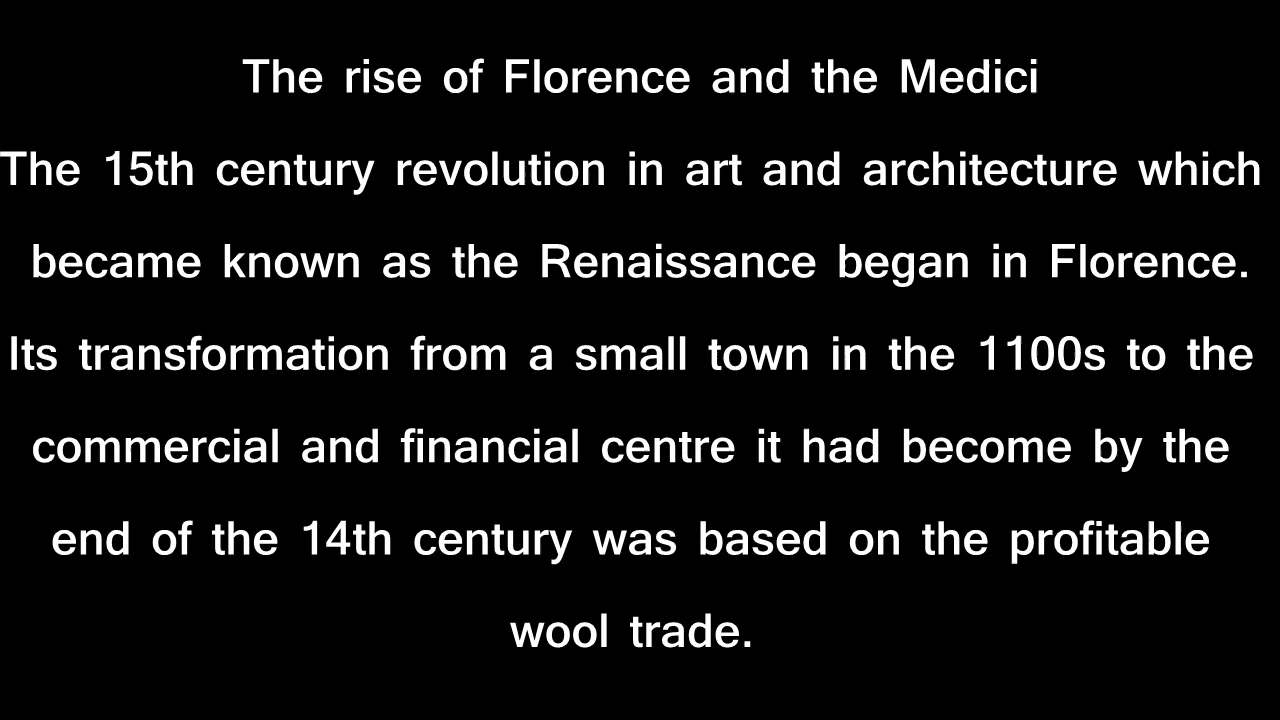 The rise of Florence and the Medici
The 15th century revolution in art and architecture which
became known as the Renaissance began in Florence.
Its transformation from a small town in the 1100s to the
commercial and financial centre it had become by the
end of the 14th century was based on the profitable
wool trade.